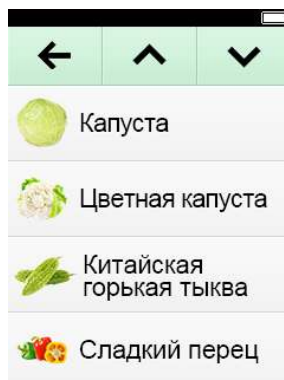 Капуста
Цветная капуста
Китайская
горькая тыква
Сладкий перец